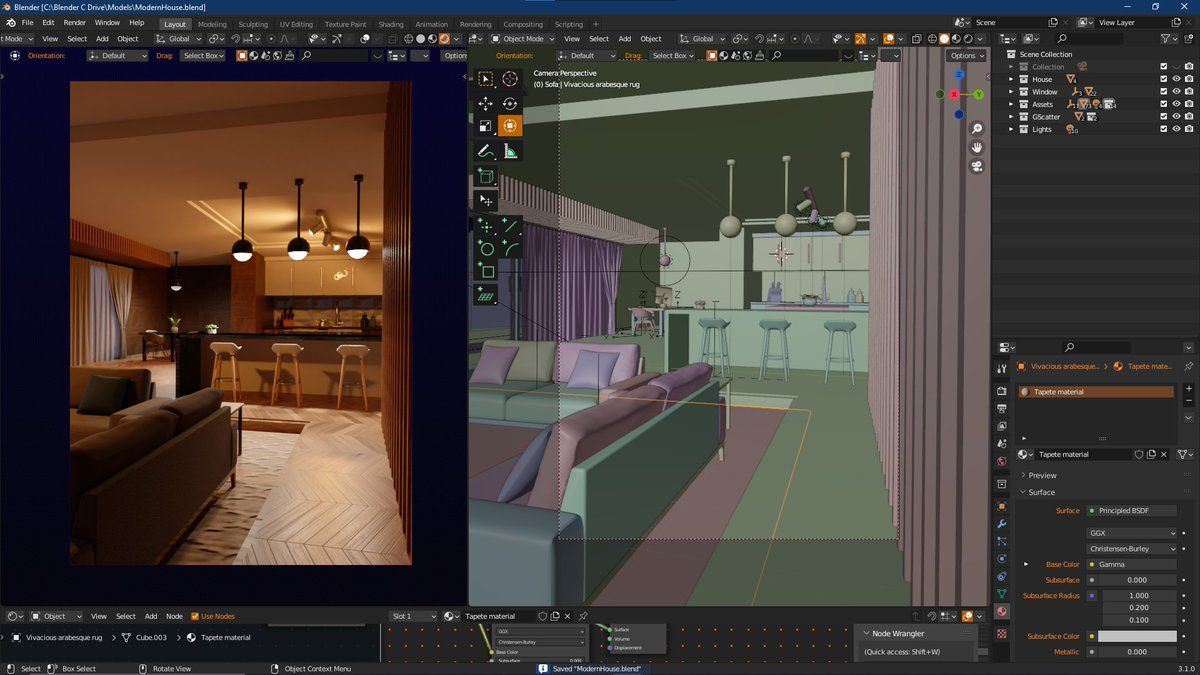 Blender [C:\Blender C Drive\Models\ModernHouse.blend]
File Edit Render Window Help
Layout Modeling Sculpting UV Editing Texture Paint Shading Animation Rendering Compositing Scripting +
Scene
View Layer
Mode View Select Add Object Global
Object Mode View Select Add Object Global
Orientation: Default Drag: Select Box
Orientation: Default Drag: Select Box Options
Camera Perspective
(0) Sofa | Vivacious arabesque rug
Z
X
Y
Scene Collection
Collection
House
Window
Assets
GScatter
Lights
Vivacious arabesque... Tapete mate...
Tapete material
Tapete material
Preview
Surface
Surface Principled BSDF
GGX
Christensen-Burley
Base Color Gamma
Subsurface 0.000
Subsurface Radius 1.000
0.200
0.100
Subsurface Color
Metallic 0.000
Object View Select Add Node Use Nodes Slot 1 Tapete material
Vivacious arabesque rug Cube.003 Tapete material
GGX
Christensen-Burley
Base Color
Subsurface 0.000
Surface
Volume
Displacement
Node Wrangler
(Quick access: Shift+W)
Select Box Select Rotate View Object Context Menu
Saved "ModernHouse.blend"
3.1.0